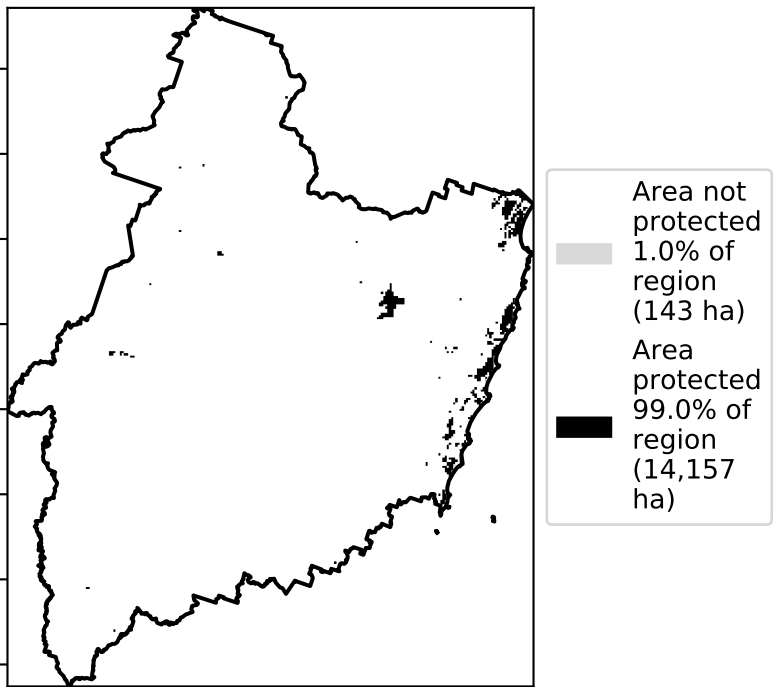 Area not
protected
1.0% of
region
(143 ha)
Area
protected
99.0% of
region
(14,157
ha)